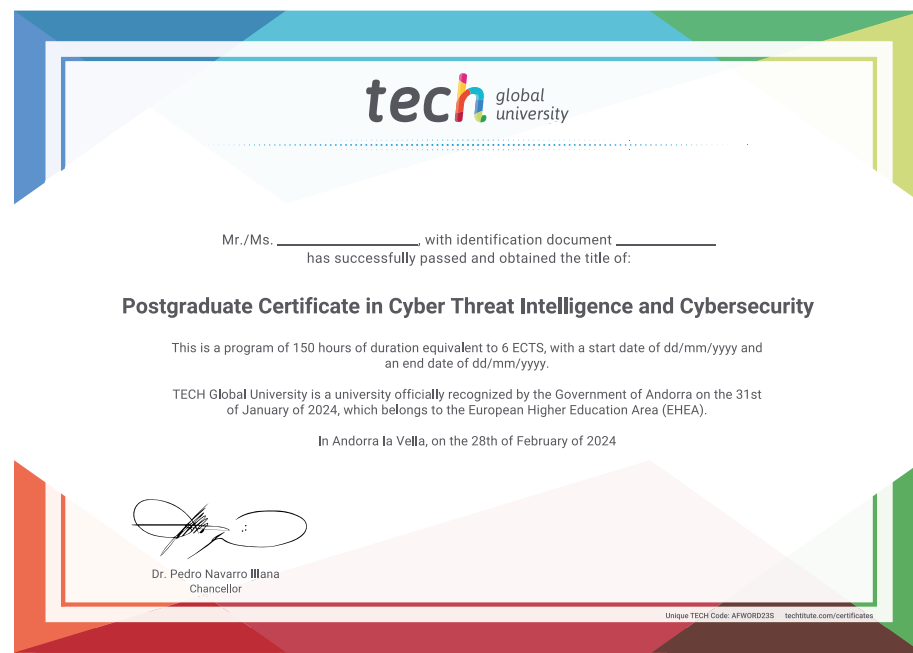 tech global
university
Mr./Ms. ____________________, with identification document ______________
has successfully passed and obtained the title of:
Postgraduate Certificate in Cyber Threat Intelligence and Cybersecurity
This is a program of 150 hours of duration equivalent to 6 ECTS, with a start date of dd/mm/yyyy and
an end date of dd/mm/yyyy.
TECH Global University is a university officially recognized by the Government of Andorra on the 31st
of January of 2024, which belongs to the European Higher Education Area (EHEA).
In Andorra la Vella, on the 28th of February of 2024
Dr. Pedro Navarro Illana
Chancellor
Unique TECH Code: AFWORD23S techtitute.com/certificates